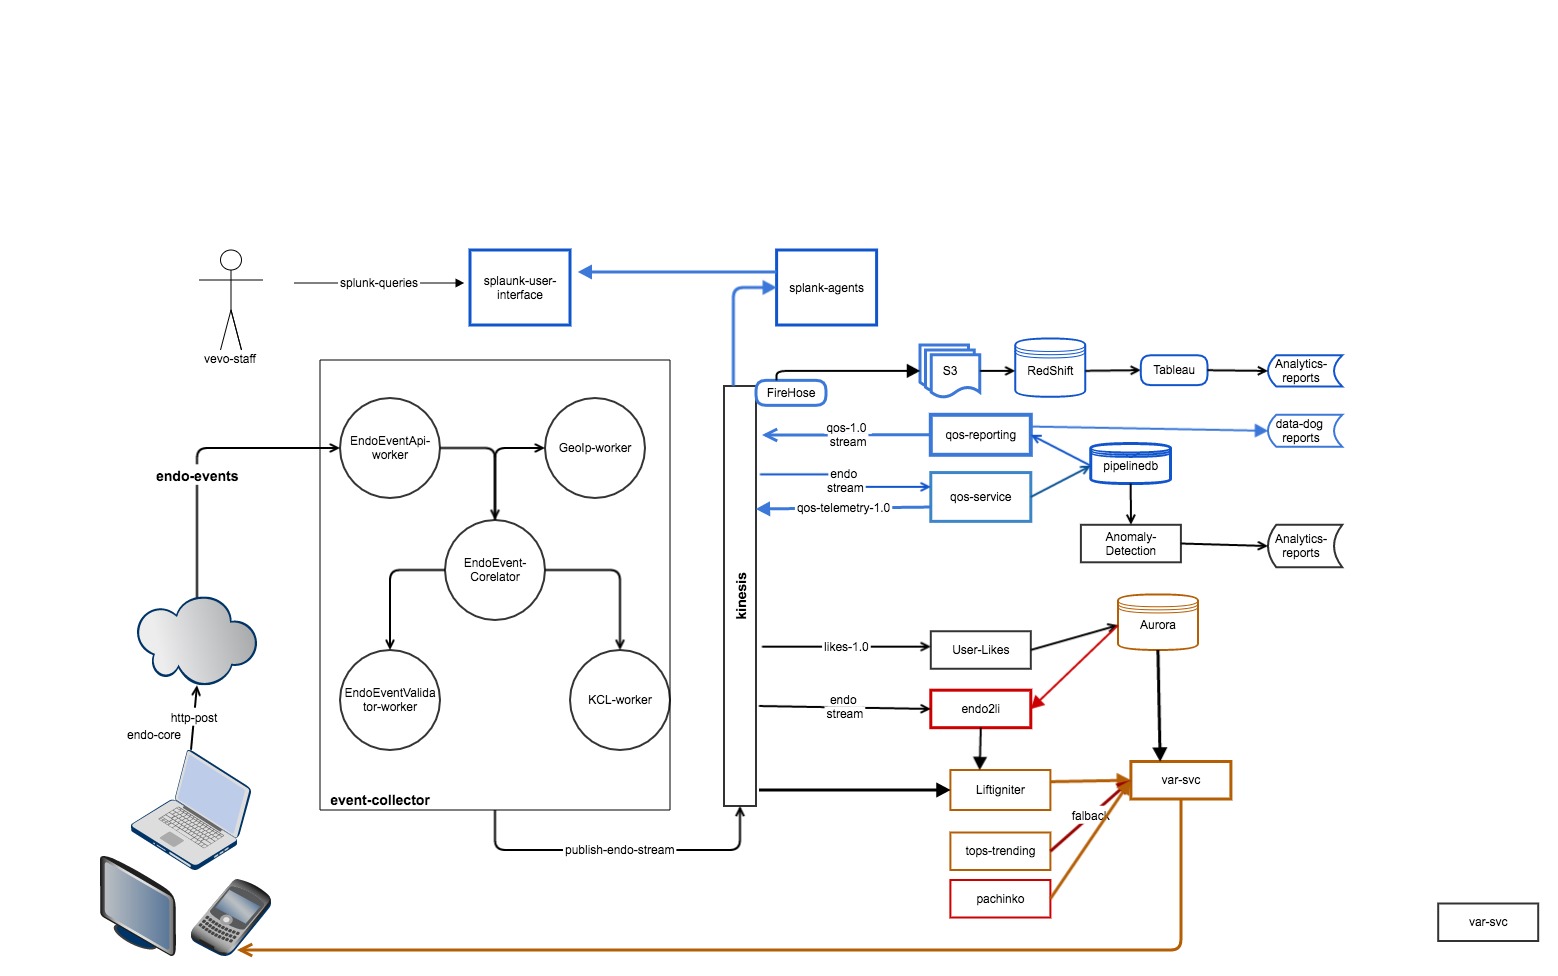 splunk-queries
splaunk-user-
interface
splank-agents
vevo-staff
FireHose
S3
RedShift
Tableau
Analytics-
reports
EndoEventApi-
worker
GeoIp-worker
qos-1.0
stream
qos-reporting
data-dog
reports
endo-events
endo
stream
qos-service
pipelinedb
qos-telemetry-1.0
Anomaly-
Detection
Analytics-
reports
EndoEvent-
Corelator
kinesis
likes-1.0
User-Likes
Aurora
EndoEventValida
tor-worker
KCL-worker
endo
stream
endo2li
http-post
endo-core
event-collector
Liftigniter
var-svc
falback
publish-endo-stream
tops-trending
pachinko
var-svc